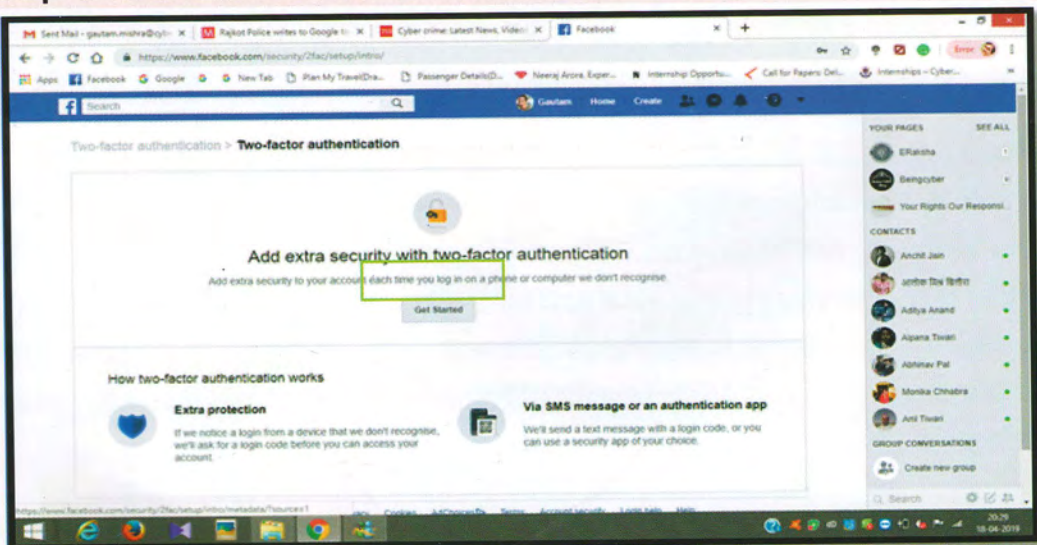 Sent Mail - gautam.mishra@cyb
Rajkot Police writes to Google to
Cyber crime: Latest News, Video
Facebook
https://www.facebook.com/security/2fac/setup/intro/
Error
Apps
Facebook
Google
G
New Tab
Plan My Travel(Dra...
Passenger Details(D...
Neeraj Arora, Exper...
Internship Opportu...
Call for Papers: Del...
Internships – Cyber...
Search
Gautam
Home
Create
Two-factor authentication > Two-factor authentication
Add extra security with two-factor authentication
Add extra security to your account each time you log in on a phone or computer we don't recognise.
Get Started
How two-factor authentication works
Extra protection
If we notice a login from a device that we don't recognise,
we'll ask for a login code before you can access your
account.
Via SMS message or an authentication app
We'll send a text message with a login code, or you
can use a security app of your choice.
YOUR PAGES
SEE ALL
ERaksha
Beingcyber
Your Rights Our Responsi...
CONTACTS
Anchit Jain
Aditya Anand
Alpana Tiwari
Abhinav Pal
Monika Chhabra
Anil Tiwari
GROUP CONVERSATIONS
Create new group
Search
https://www.facebook.com/security/2fac/setup/intro/metadata/?source=1
acy
Cookies
AdChoices
Terms
Account security
Login help
Help
20:29
18-04-2019